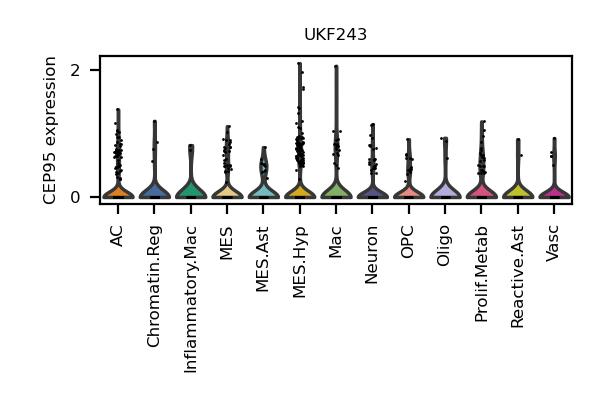 UKF243
CEP95 expression
2
0
AC
Chromatin.Reg
Inflammatory.Mac
MES
MES.Ast
MES.Hyp
Mac
Neuron
OPC
Oligo
Prolif.Metab
Reactive.Ast
Vasc